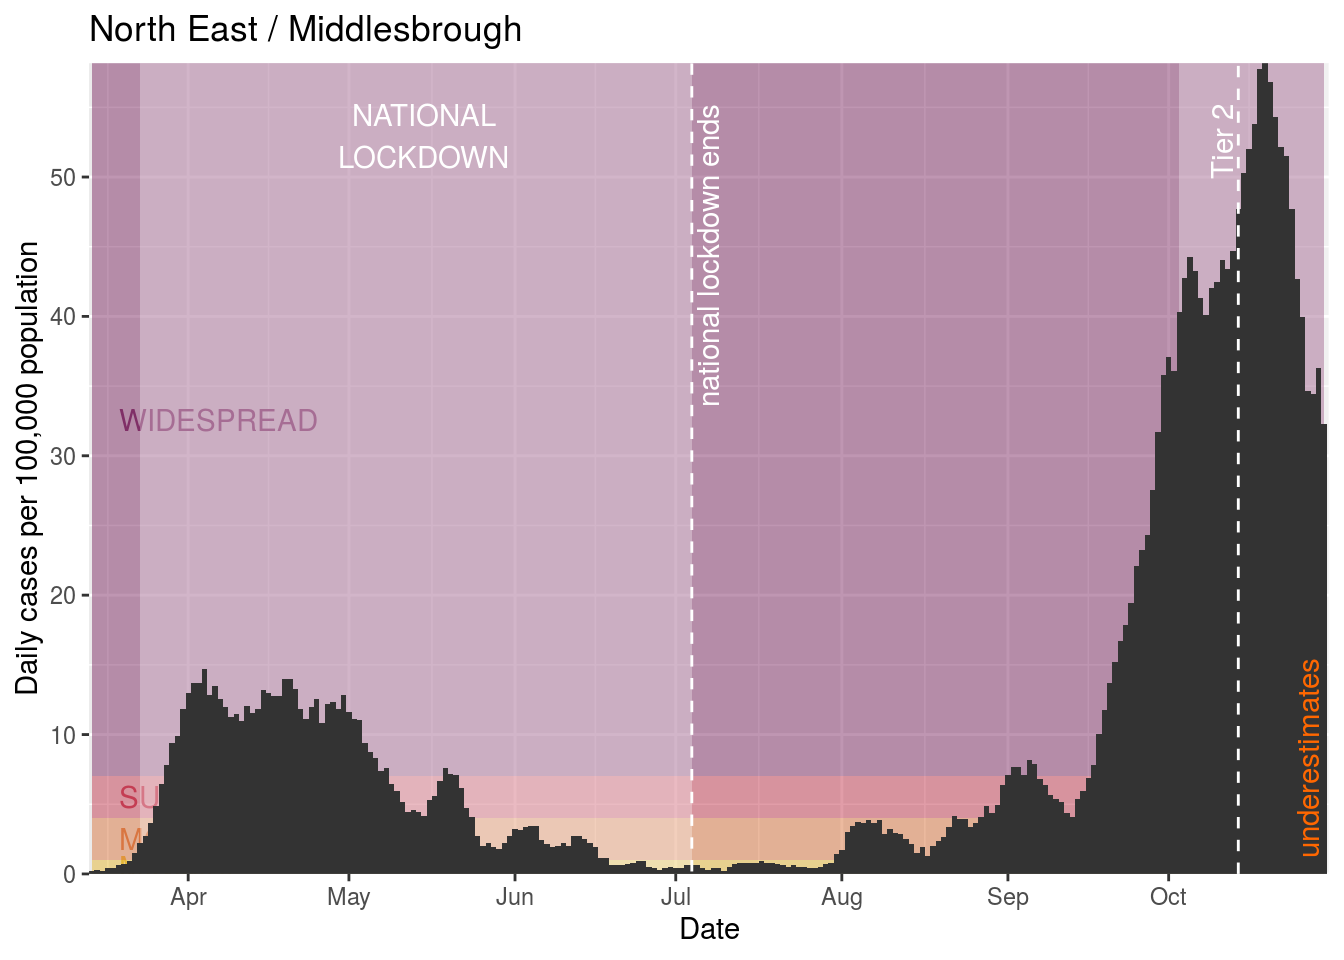 North East / Middlesbrough
NATIONAL
LOCKDOWN
national lockdown ends
Tier 2
WIDESPREAD
SU
M
underestimates
Daily cases per 100,000 population
50
40
30
20
10
0
Apr
May
Jun
Jul
Aug
Sep
Oct
Date